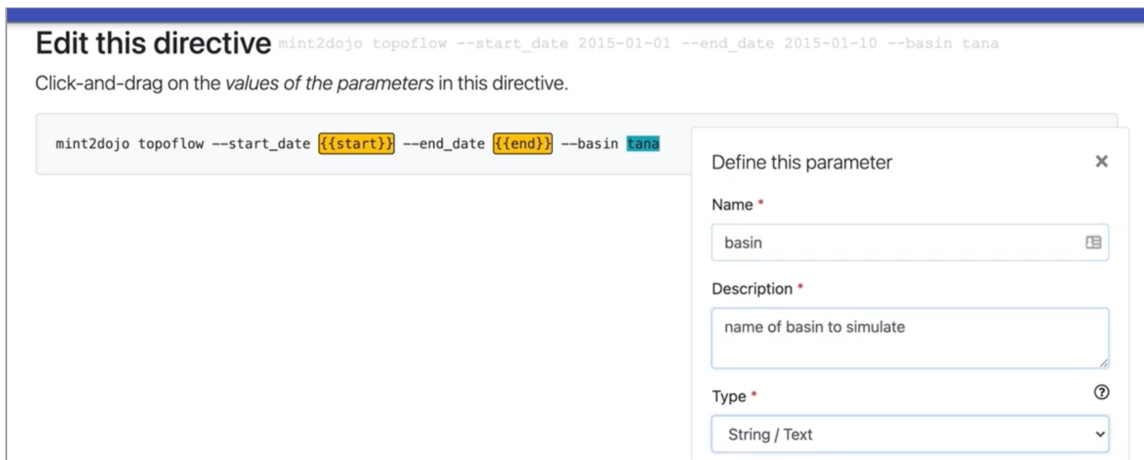 Edit this directive mint2dojo topoflow --start_date 2015-01-01 --end_date 2015-01-10 --basin tana
Click-and-drag on the values of the parameters in this directive.
mint2dojo topoflow --start_date {{start}} --end_date {{end}} --basin tana
Define this parameter ×
Name *
basin
Description *
name of basin to simulate
Type *
String / Text